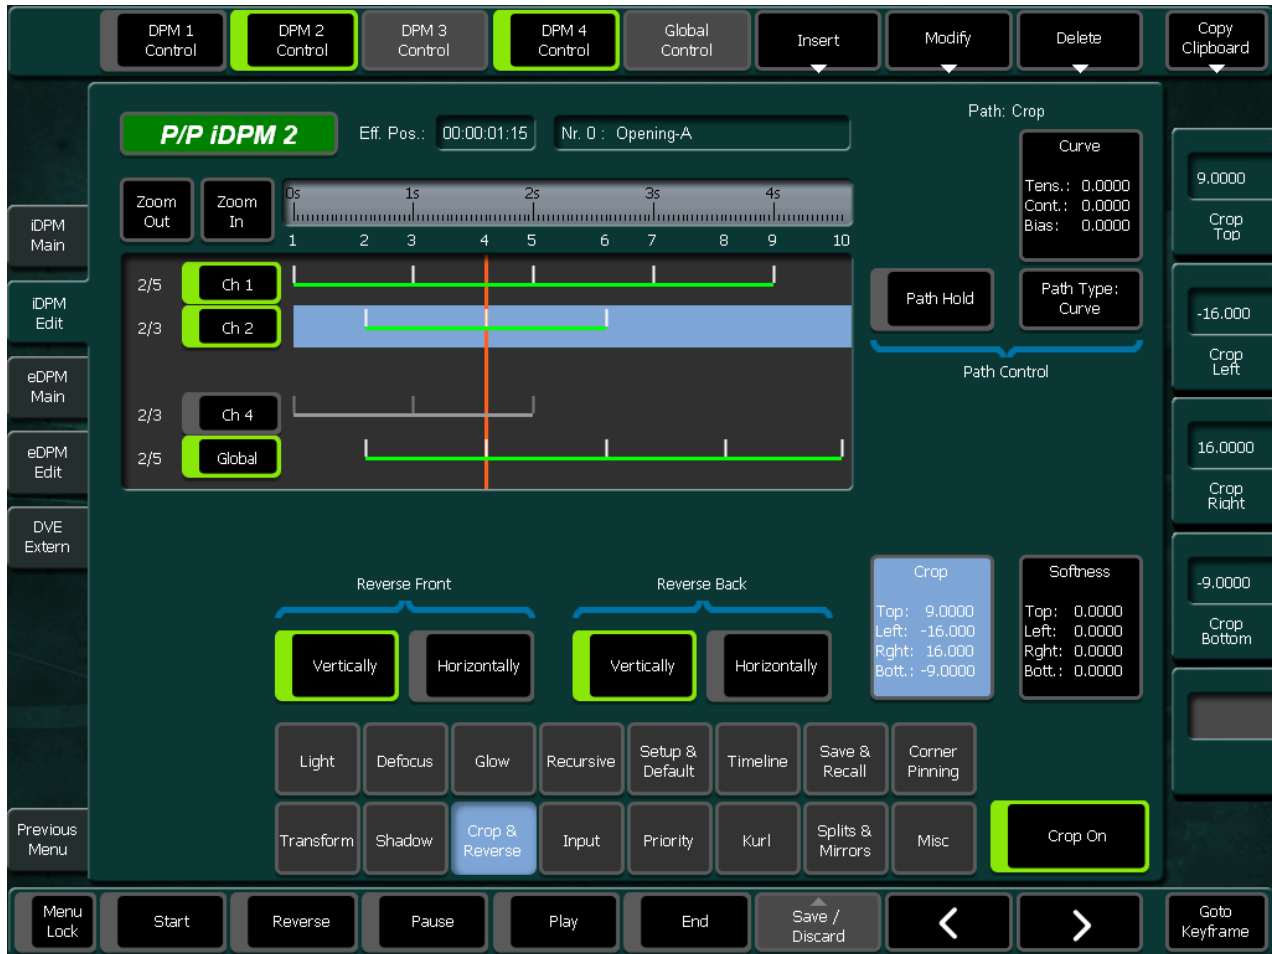 DPM 1
Control
DPM 2
Control
DPM 3
Control
DPM 4
Control
Global
Control
Insert
Modify
Delete
Copy
Clipboard
P/P iDPM 2
Eff. Pos.: 00:00:01:15
Nr. 0 : Opening-A
Path: Crop
Curve
Tens.: 0.0000
Cont.: 0.0000
Bias: 0.0000
Zoom
Out
Zoom
In
0s 1s 2s 3s 4s
1 2 3 4 5 6 7 8 9 10
2/5 Ch 1
2/3 Ch 2
2/3 Ch 4
2/5 Global
Path Hold
Path Type:
Curve
Path Control
iDPM
Main
iDPM
Edit
eDPM
Main
eDPM
Edit
DVE
Extern
Previous
Menu
9.0000
Crop
Top
-16.000
Crop
Left
16.0000
Crop
Right
-9.0000
Crop
Bottom
Reverse Front
Vertically
Horizontally
Reverse Back
Vertically
Horizontally
Crop
Top: 9.0000
Left: -16.000
Rght: 16.000
Bott.: -9.0000
Softness
Top: 0.0000
Left: 0.0000
Rght: 0.0000
Bott.: 0.0000
Light
Defocus
Glow
Recursive
Setup &
Default
Timeline
Save &
Recall
Corner
Pinning
Transform
Shadow
Crop &
Reverse
Input
Priority
Kurl
Splits &
Mirrors
Misc
Crop On
Menu
Lock
Start
Reverse
Pause
Play
End
Save /
Discard
Goto
Keyframe